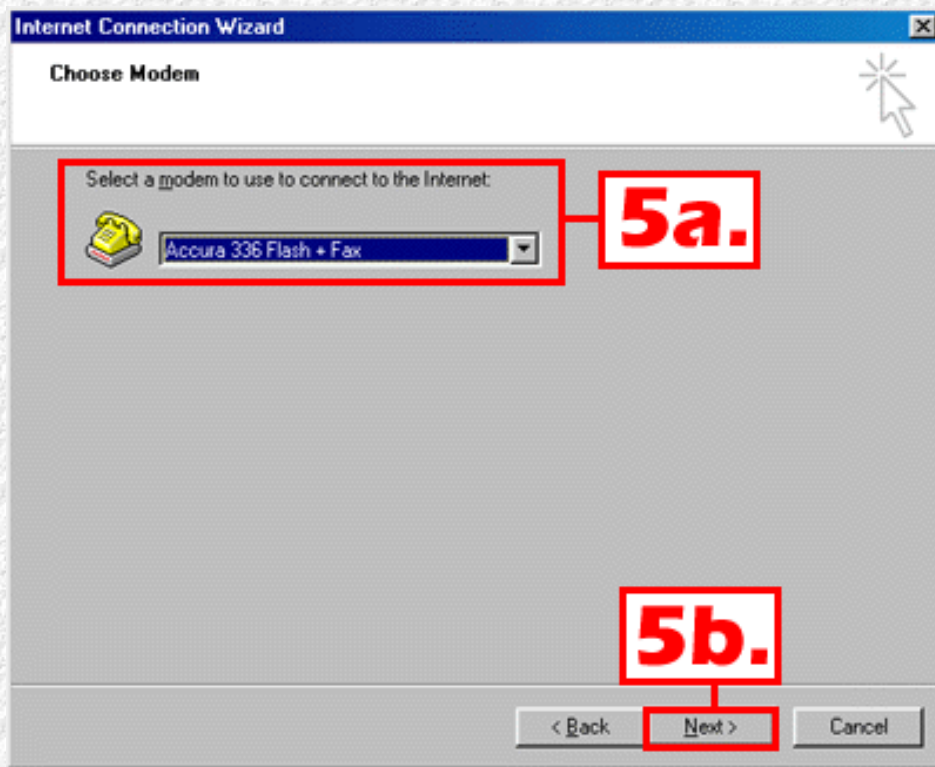 Internet Connection Wizard
Choose Modem
Select a modem to use to connect to the Internet:
5a.
Accura 336 Flash + Fax
5b.
< Back Next > Cancel